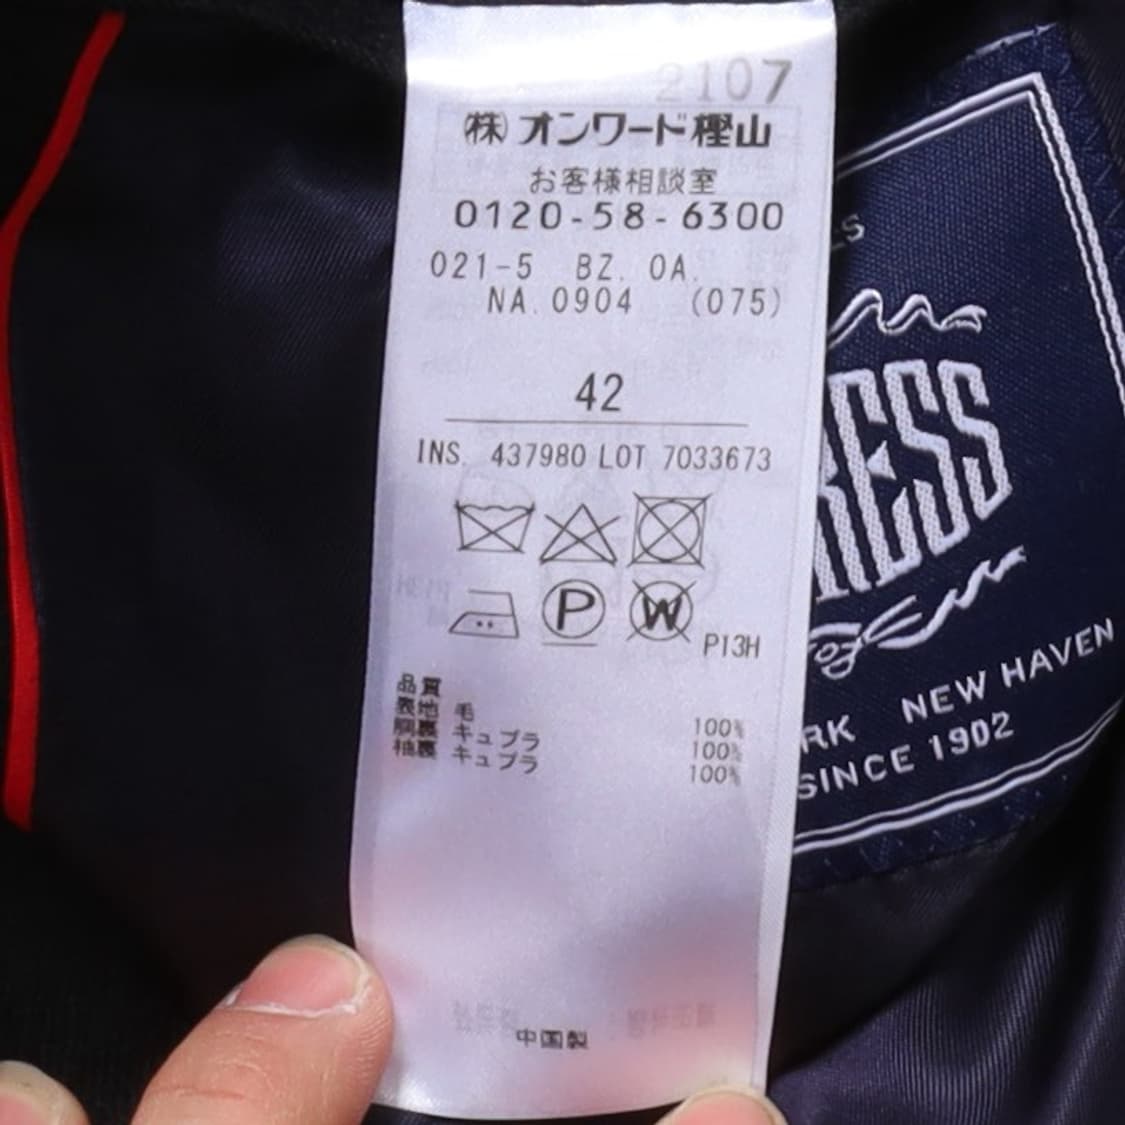 2107
㈱オンワード樫山
お客様相談室
0120-58-6300
021-5 BZ. OA.
NA.0904 (075)
42
INS. 437980 LOT 7033673
P W
P13H
品質
表地 毛 100%
胴裏 キュプラ 100%
袖裏 キュプラ 100%
中国製
RESS
RK NEW HAVEN
SINCE 1902